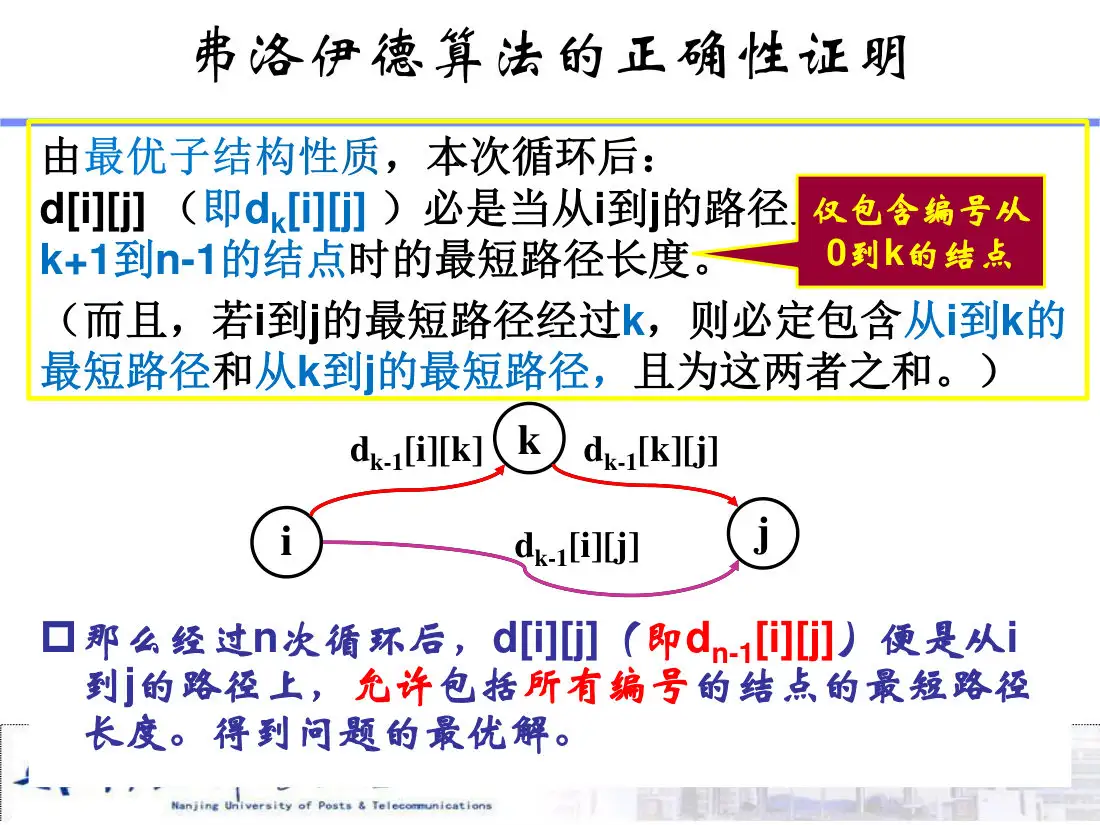 弗洛伊德算法的正确性证明
由最优子结构性质，本次循环后：
d[i][j] （即dk[i][j] ）必是当从i到j的路径
k+1到n-1的结点时的最短路径长度。
仅包含编号从
0到k的结点
（而且，若i到j的最短路径经过k，则必定包含从i到k的
最短路径和从k到j的最短路径，且为这两者之和。）
dk-1[i][k]
k
dk-1[k][j]
i
dk-1[i][j]
j
那么经过n次循环后，d[i][j]（即dn-1[i][j]）便是从i
到j的路径上，允许包括所有编号的结点的最短路径
长度。得到问题的最优解。
Nanjing University of Posts & Telecommunications